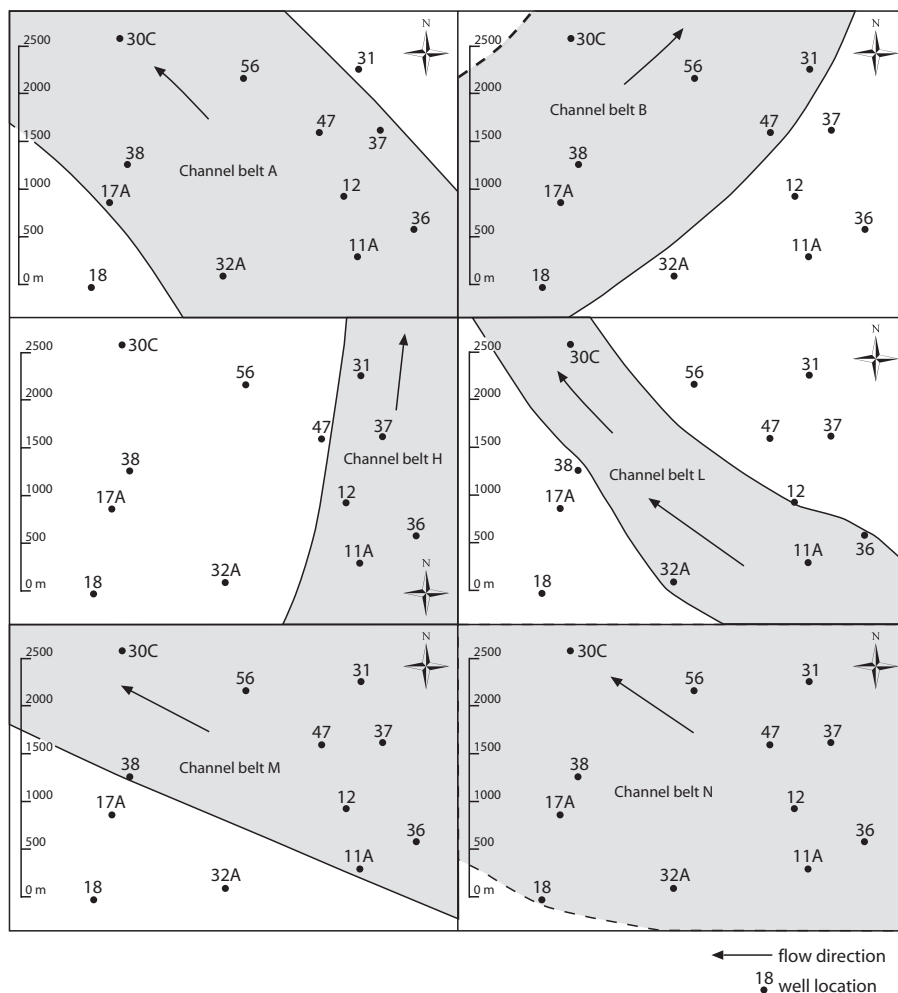 N
2500
2000
1500
1000
500
0 m
30C
56
31
47
37
38
Channel belt A
17A
12
36
11A
32A
18
N
30C
31
56
Channel belt B
47
37
38
17A
12
36
11A
32A
18
2500
2000
1500
1000
500
0 m
30C
56
31
47
37
38
Channel belt H
17A
12
36
11A
32A
18
N
2500
2000
1500
1000
500
0 m
N
30C
31
56
47
37
38
Channel belt L
17A
12
11A
36
32A
18
2500
2000
1500
1000
500
0 m
N
2500
2000
1500
1000
500
0 m
30C
56
31
47
37
38
Channel belt M
17A
12
36
11A
32A
18
N
2500
2000
1500
1000
500
0 m
30C
56
31
47
37
38
Channel belt N
17A
12
36
11A
32A
18
flow direction
18 well location